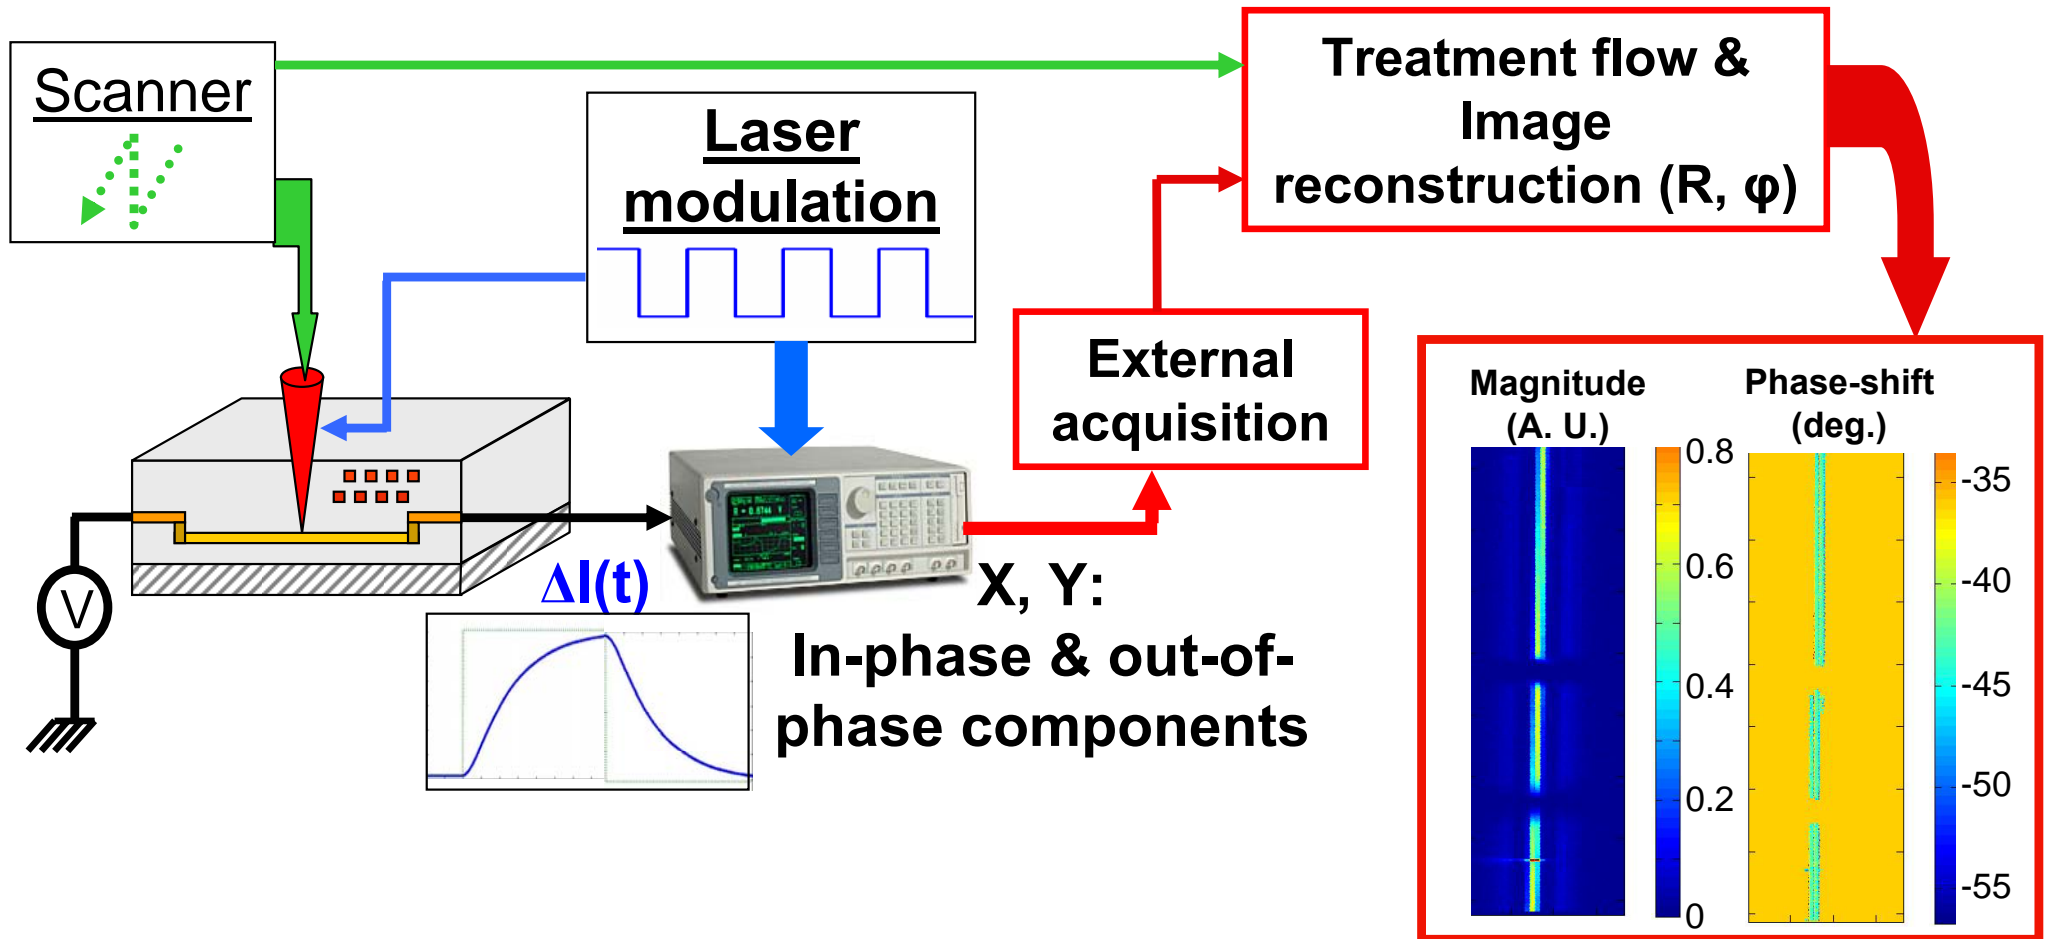 Scanner
Laser
modulation
Treatment flow &
Image
reconstruction (R, φ)
External
acquisition
V
ΔI(t)
X, Y:
In-phase & out-of-
phase components
Magnitude
(A. U.)
0.8
0.6
0.4
0.2
0
Phase-shift
(deg.)
-35
-40
-45
-50
-55